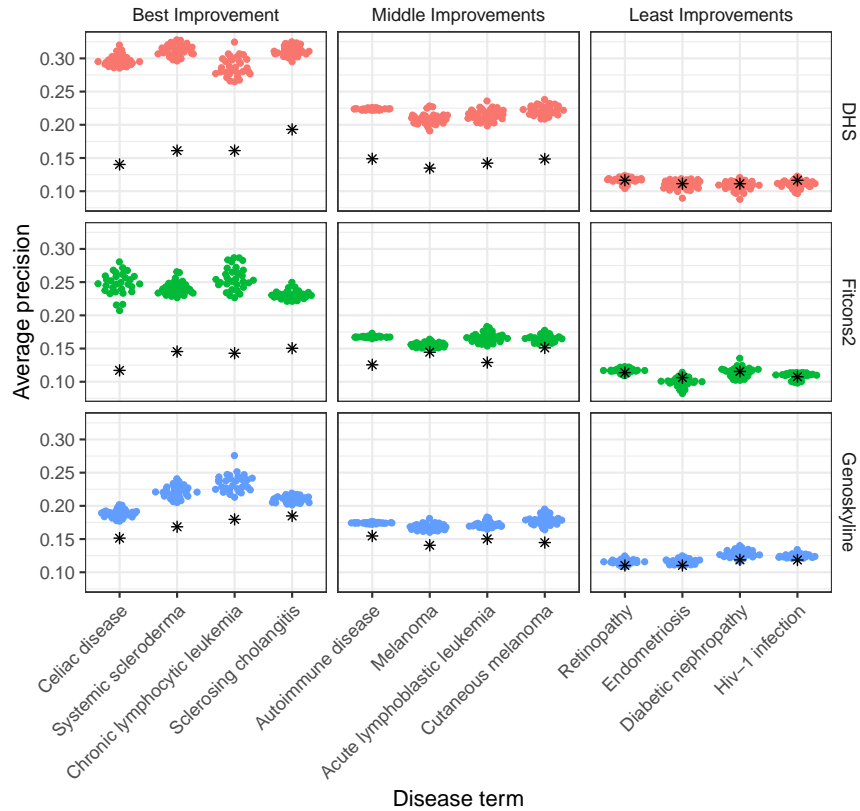 Best Improvement
Middle Improvements
Least Improvements
0.30
0.25
0.20
0.15
0.10
DHS
0.30
0.25
0.20
0.15
0.10
Fitcons2
0.30
0.25
0.20
0.15
0.10
Genoskyline
Average precision
Celiac disease
Systemic scleroderma
Chronic lymphocytic leukemia
Sclerosing cholangitis
Autoimmune disease
Melanoma
Acute lymphoblastic leukemia
Cutaneous melanoma
Retinopathy
Endometriosis
Diabetic nephropathy
Hiv−1 infection
Disease term